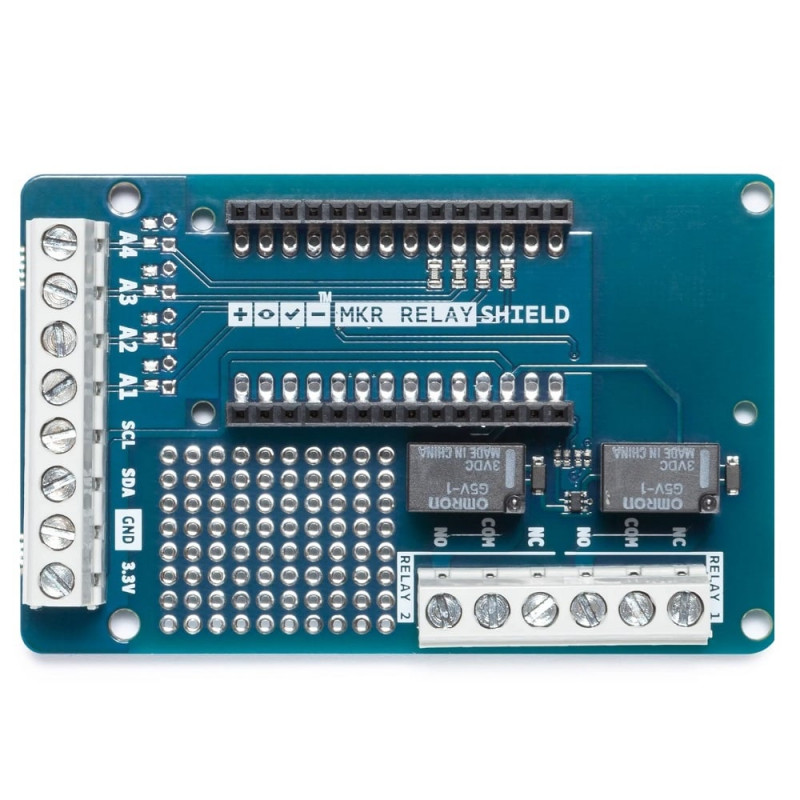 A4
A3
A2
A1
SCL
SDA
GND
3.3V
TM
MKR RELAY SHIELD
MADE IN CHINA
3VDC
G5V-1
OMRON
MADE IN CHINA
3VDC
G5V-1
OMRON
NO
COM
NC
NO
COM
NC
RELAY 2
RELAY 1